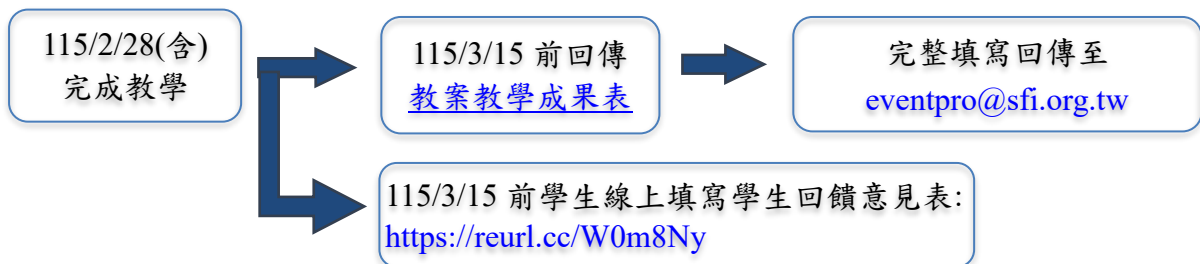 115/2/28(含)
完成教學
115/3/15 前回傳
教案教學成果表
完整填寫回傳至
eventpro@sfi.org.tw
115/3/15 前學生線上填寫學生回饋意見表:
https://reurl.cc/W0m8Ny